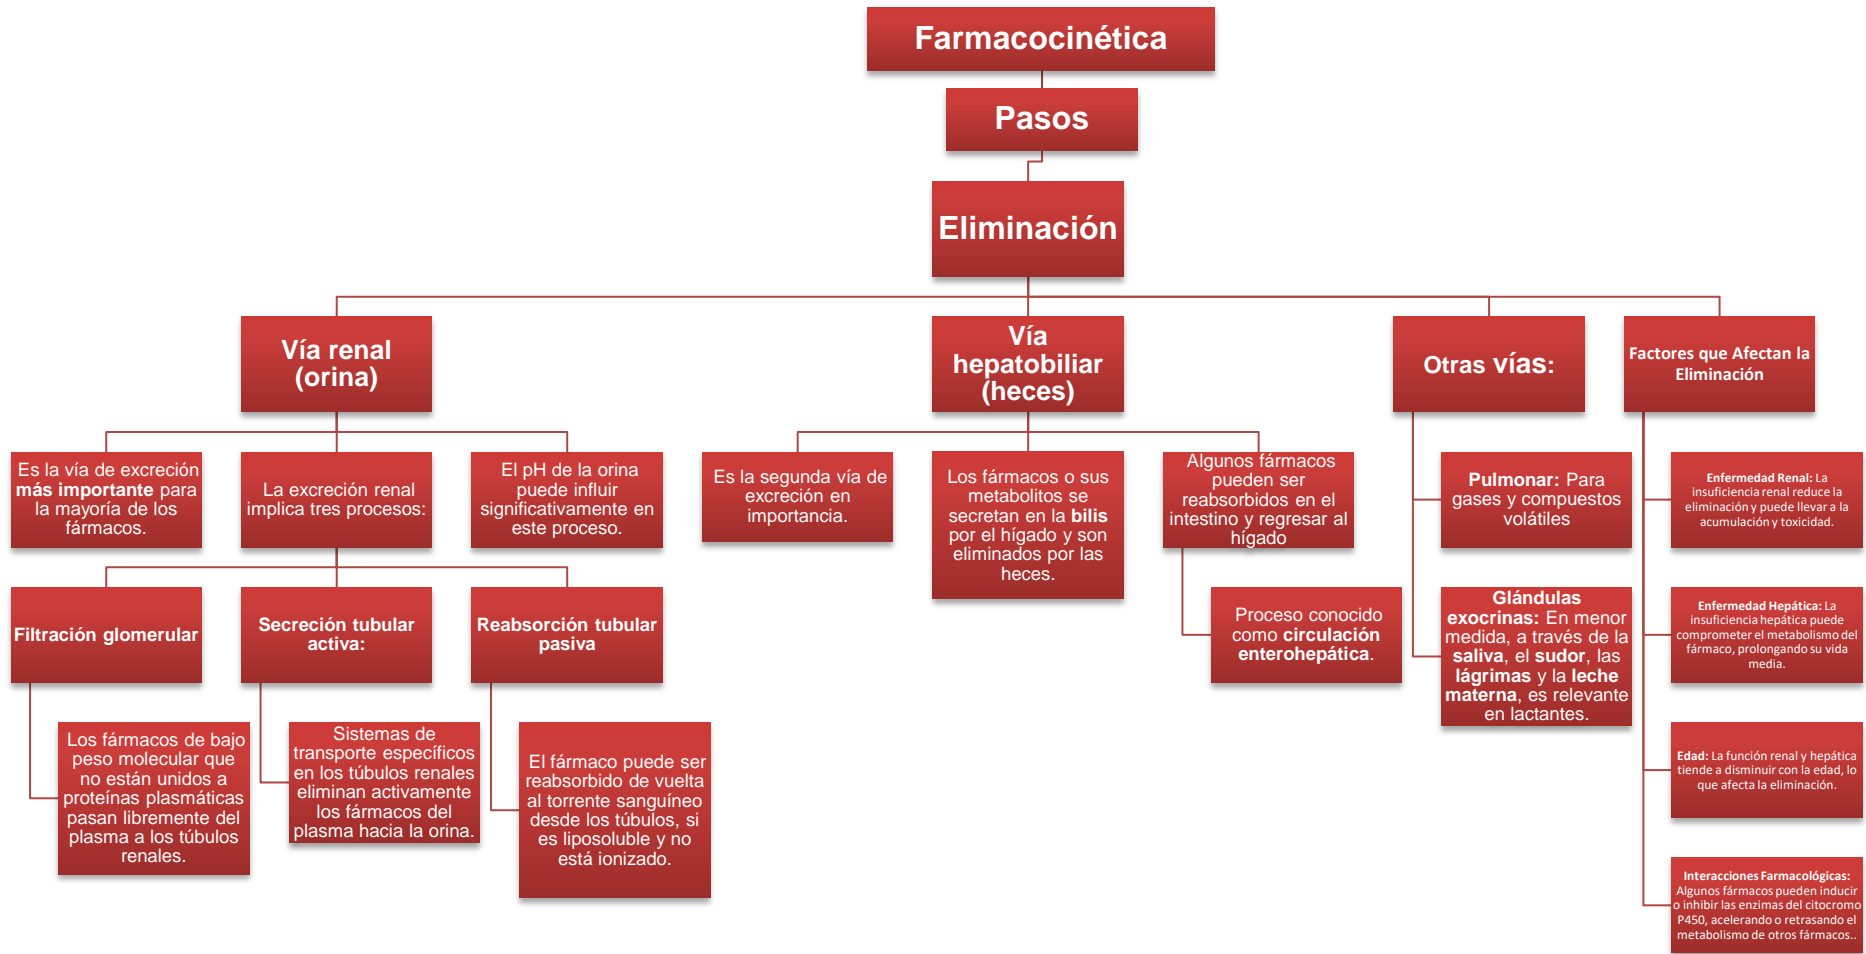 Farmacocinética
Pasos
Eliminación
Vía renal
(orina)
Vía
hepatobiliar
(heces)
Otras vías:
Factores que Afectan la
Eliminación
Es la vía de excreción
más importante para
la mayoría de los
fármacos.
La excreción renal
implica tres procesos:
El pH de la orina
puede influir
significativamente en
este proceso.
Es la segunda vía de
excreción en
importancia.
Los fármacos o sus
metabolitos se
secretan en la bilis
por el hígado y son
eliminados por las
heces.
Algunos fármacos
pueden ser
reabsorbidos en el
intestino y regresar al
hígado
Pulmonar: Para
gases y compuestos
volátiles
Enfermedad Renal: La
insuficiencia renal reduce la
eliminación y puede llevar a la
acumulación y toxicidad.
Filtración glomerular
Secreción tubular
activa:
Reabsorción tubular
pasiva
Proceso conocido
como circulación
enterohepática.
Glándulas
exocrinas: En menor
medida, a través de la
saliva, el sudor, las
lágrimas y la leche
materna, es relevante
en lactantes.
Enfermedad Hepática: La
insuficiencia hepática puede
comprometer el metabolismo del
fármaco, prolongando su vida
media.
Los fármacos de bajo
peso molecular que
no están unidos a
proteínas plasmáticas
pasan libremente del
plasma a los túbulos
renales.
Sistemas de
transporte específicos
en los túbulos renales
eliminan activamente
los fármacos del
plasma hacia la orina.
El fármaco puede ser
reabsorbido de vuelta
al torrente sanguíneo
desde los túbulos, si
es liposoluble y no
está ionizado.
Edad: La función renal y hepática
tiende a disminuir con la edad, lo
que afecta la eliminación.
Interacciones Farmacológicas:
Algunos fármacos pueden inducir
o inhibir las enzimas del citocromo
P450, acelerando o retrasando el
metabolismo de otros fármacos..